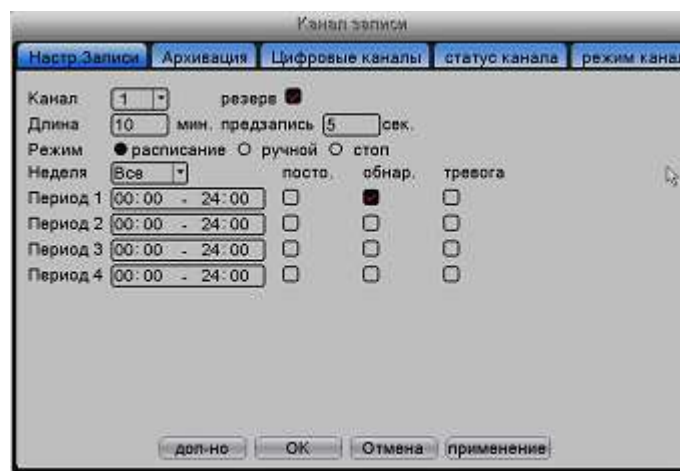 Канал записи
Настр.Записи Архивация Цифровые каналы статус канала режим канал
Канал 1 резерв
Длина 10 мин. предзапись 5 сек.
Режим расписание ручной стоп
Неделя Все посто. обнар. тревога
Период 1 00:00 - 24:00
Период 2 00:00 - 24:00
Период 3 00:00 - 24:00
Период 4 00:00 - 24:00
доп-но ОК Отмена применение